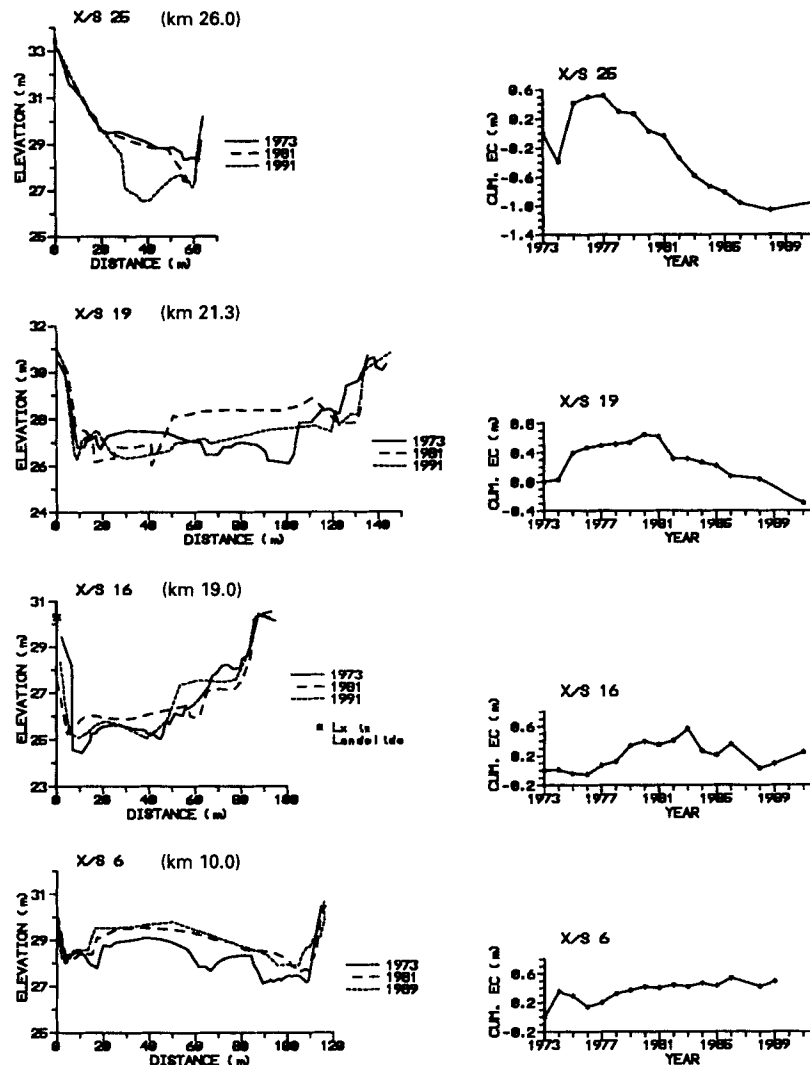 X/S 25 (km 26.0)
ELEVATION (m)
33
31
29
27
25
0 20 40 60
DISTANCE (m)
1973
1981
1991
X/S 25
CUM. EC (m)
0.6
0.2
-0.2
-0.6
-1.0
-1.4
1973 1977 1981 1985 1989
YEAR
X/S 19 (km 21.3)
ELEVATION (m)
32
30
28
26
24
0 20 40 60 80 100 120 140
DISTANCE (m)
1973
1981
1991
X/S 19
CUM. EC (m)
0.8
0.4
0.0
-0.4
1973 1977 1981 1985 1989
YEAR
X/S 16 (km 19.0)
ELEVATION (m)
31
29
27
25
23
0 20 40 60 80 100
DISTANCE (m)
1973
1981
1991
Landslide
X/S 16
CUM. EC (m)
0.6
0.2
-0.2
1973 1977 1981 1985 1989
YEAR
X/S 6 (km 10.0)
ELEVATION (m)
31
29
28
25
0 20 40 60 80 100 120
DISTANCE (m)
1973
1981
1989
X/S 6
CUM. EC (m)
0.6
0.2
-0.2
1973 1977 1981 1985 1989
YEAR